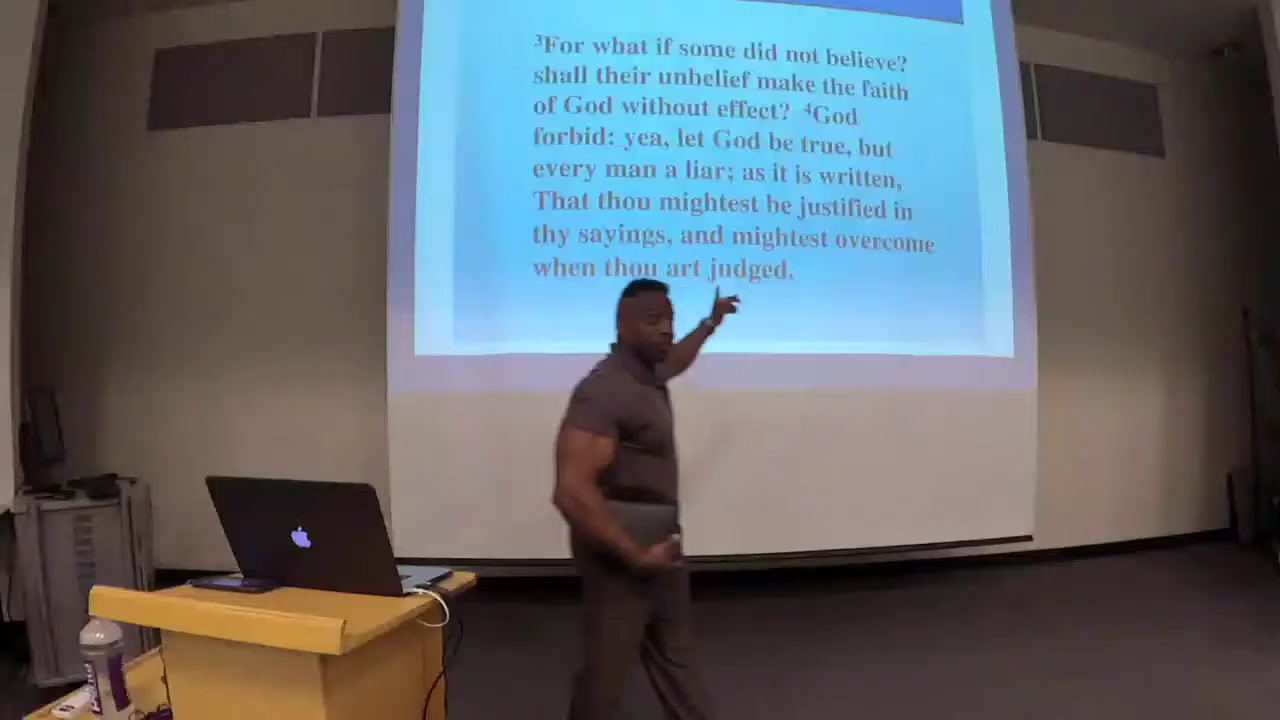 ³For what if some did not believe?
shall their unbelief make the faith
of God without effect? ⁴God
forbid: yea, let God be true, but
every man a liar; as it is written,
That thou mightest be justified in
thy sayings, and mightest overcome
when thou art judged.